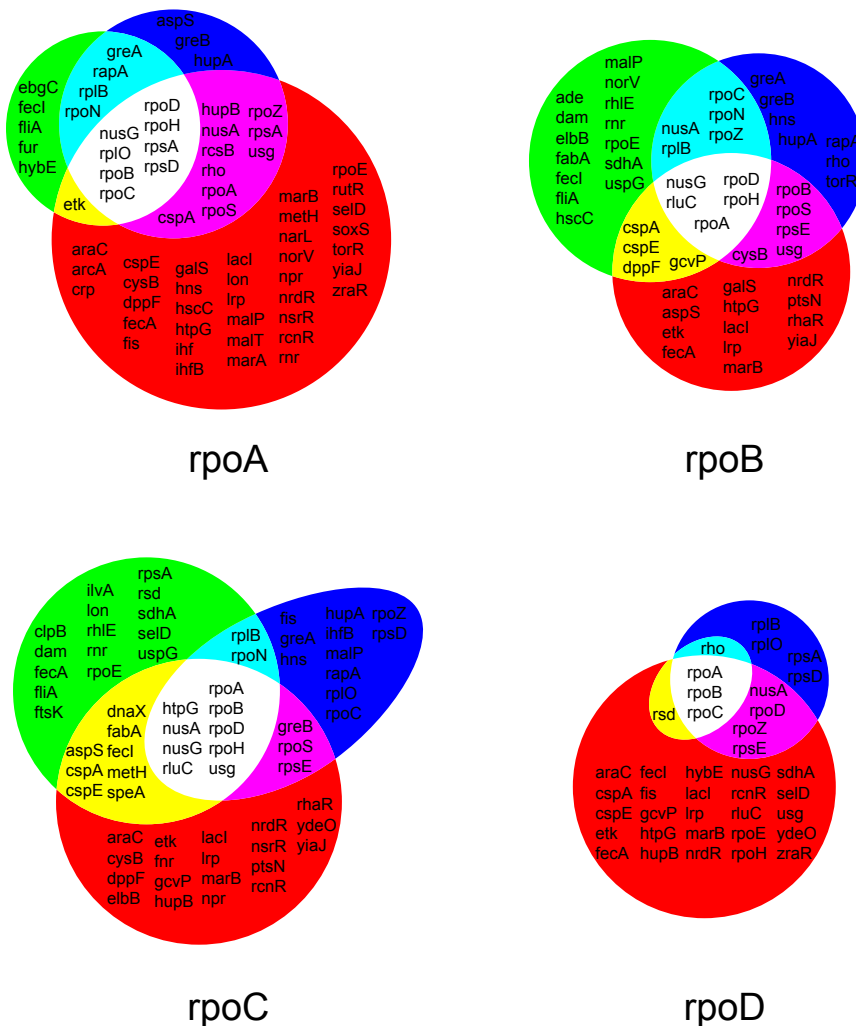 aspS
greB
hupA
greA
rapA
rplB
rpoN
ebgC
fecI
fliA
fur
hybE
rpoD
rpoH
rpsA
rpsD
nusG
rplO
rpoB
rpoC
hupB
nusA
rcsB
rho
rpoA
rpoS
rpoZ
rpsA
usg
cspA
etk
araC
arcA
crp
cspE
cysB
dppF
fecA
fis
galS
hns
hscC
htpG
ihf
ihfB
lacI
lon
lrp
malP
malT
marA
marB
metH
narL
norV
npr
nrdR
nsrR
rcnR
rnr
rpoE
rutR
selD
soxS
torR
yiaJ
zraR
rpoA
malP
norV
rhlE
rnr
rpoE
sdhA
uspG
ade
dam
elbB
fabA
fecI
fliA
hscC
rpoC
rpoN
rpoZ
nusA
rplB
greA
greB
hns
hupA
rapA
rho
torR
nusG
rluC
rpoD
rpoH
rpoA
rpoB
rpoS
rpsE
usg
cysB
cspA
cspE
dppF
gcvP
araC
aspS
etk
fecA
galS
htpG
lacI
lrp
marB
nrdR
ptsN
rhaR
yiaJ
rpoB
rpsA
rsd
sdhA
selD
uspG
ilvA
lon
rhlE
rnr
rpoE
clpB
dam
fecA
fliA
ftsK
rplB
rpoN
fis
greA
hns
hupA
ihfB
malP
rapA
rplO
rpoC
rpoZ
rpsD
dnaX
fabA
fecI
metH
speA
aspS
cspA
cspE
htpG
nusA
nusG
rluC
rpoA
rpoB
rpoD
rpoH
usg
greB
rpoS
rpsE
araC
cysB
dppF
elbB
etk
fnr
gcvP
hupB
lacI
lrp
marB
npr
nrdR
nsrR
ptsN
rcnR
rhaR
ydeO
yiaJ
rpoC
rplB
rplO
rpsA
rpsD
rho
rpoA
rpoB
rpoC
nusA
rpoD
rpoZ
rpsE
rsd
araC fecI hybE nusG sdhA
cspA fis lacI rcnR selD
cspE gcvP lrp rluC usg
etk htpG marB rpoE ydeO
fecA hupB nrdR rpoH zraR
rpoD